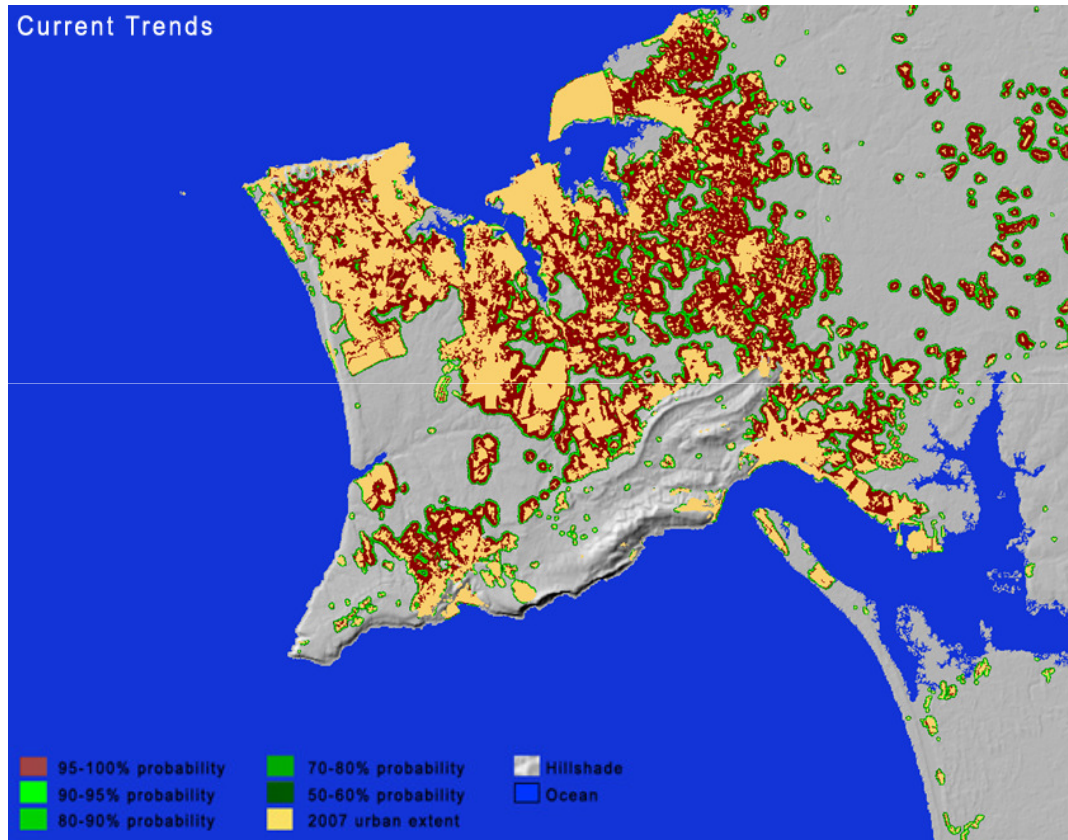 Current Trends
95-100% probability
90-95% probability
80-90% probability
70-80% probability
50-60% probability
2007 urban extent
Hillshade
Ocean